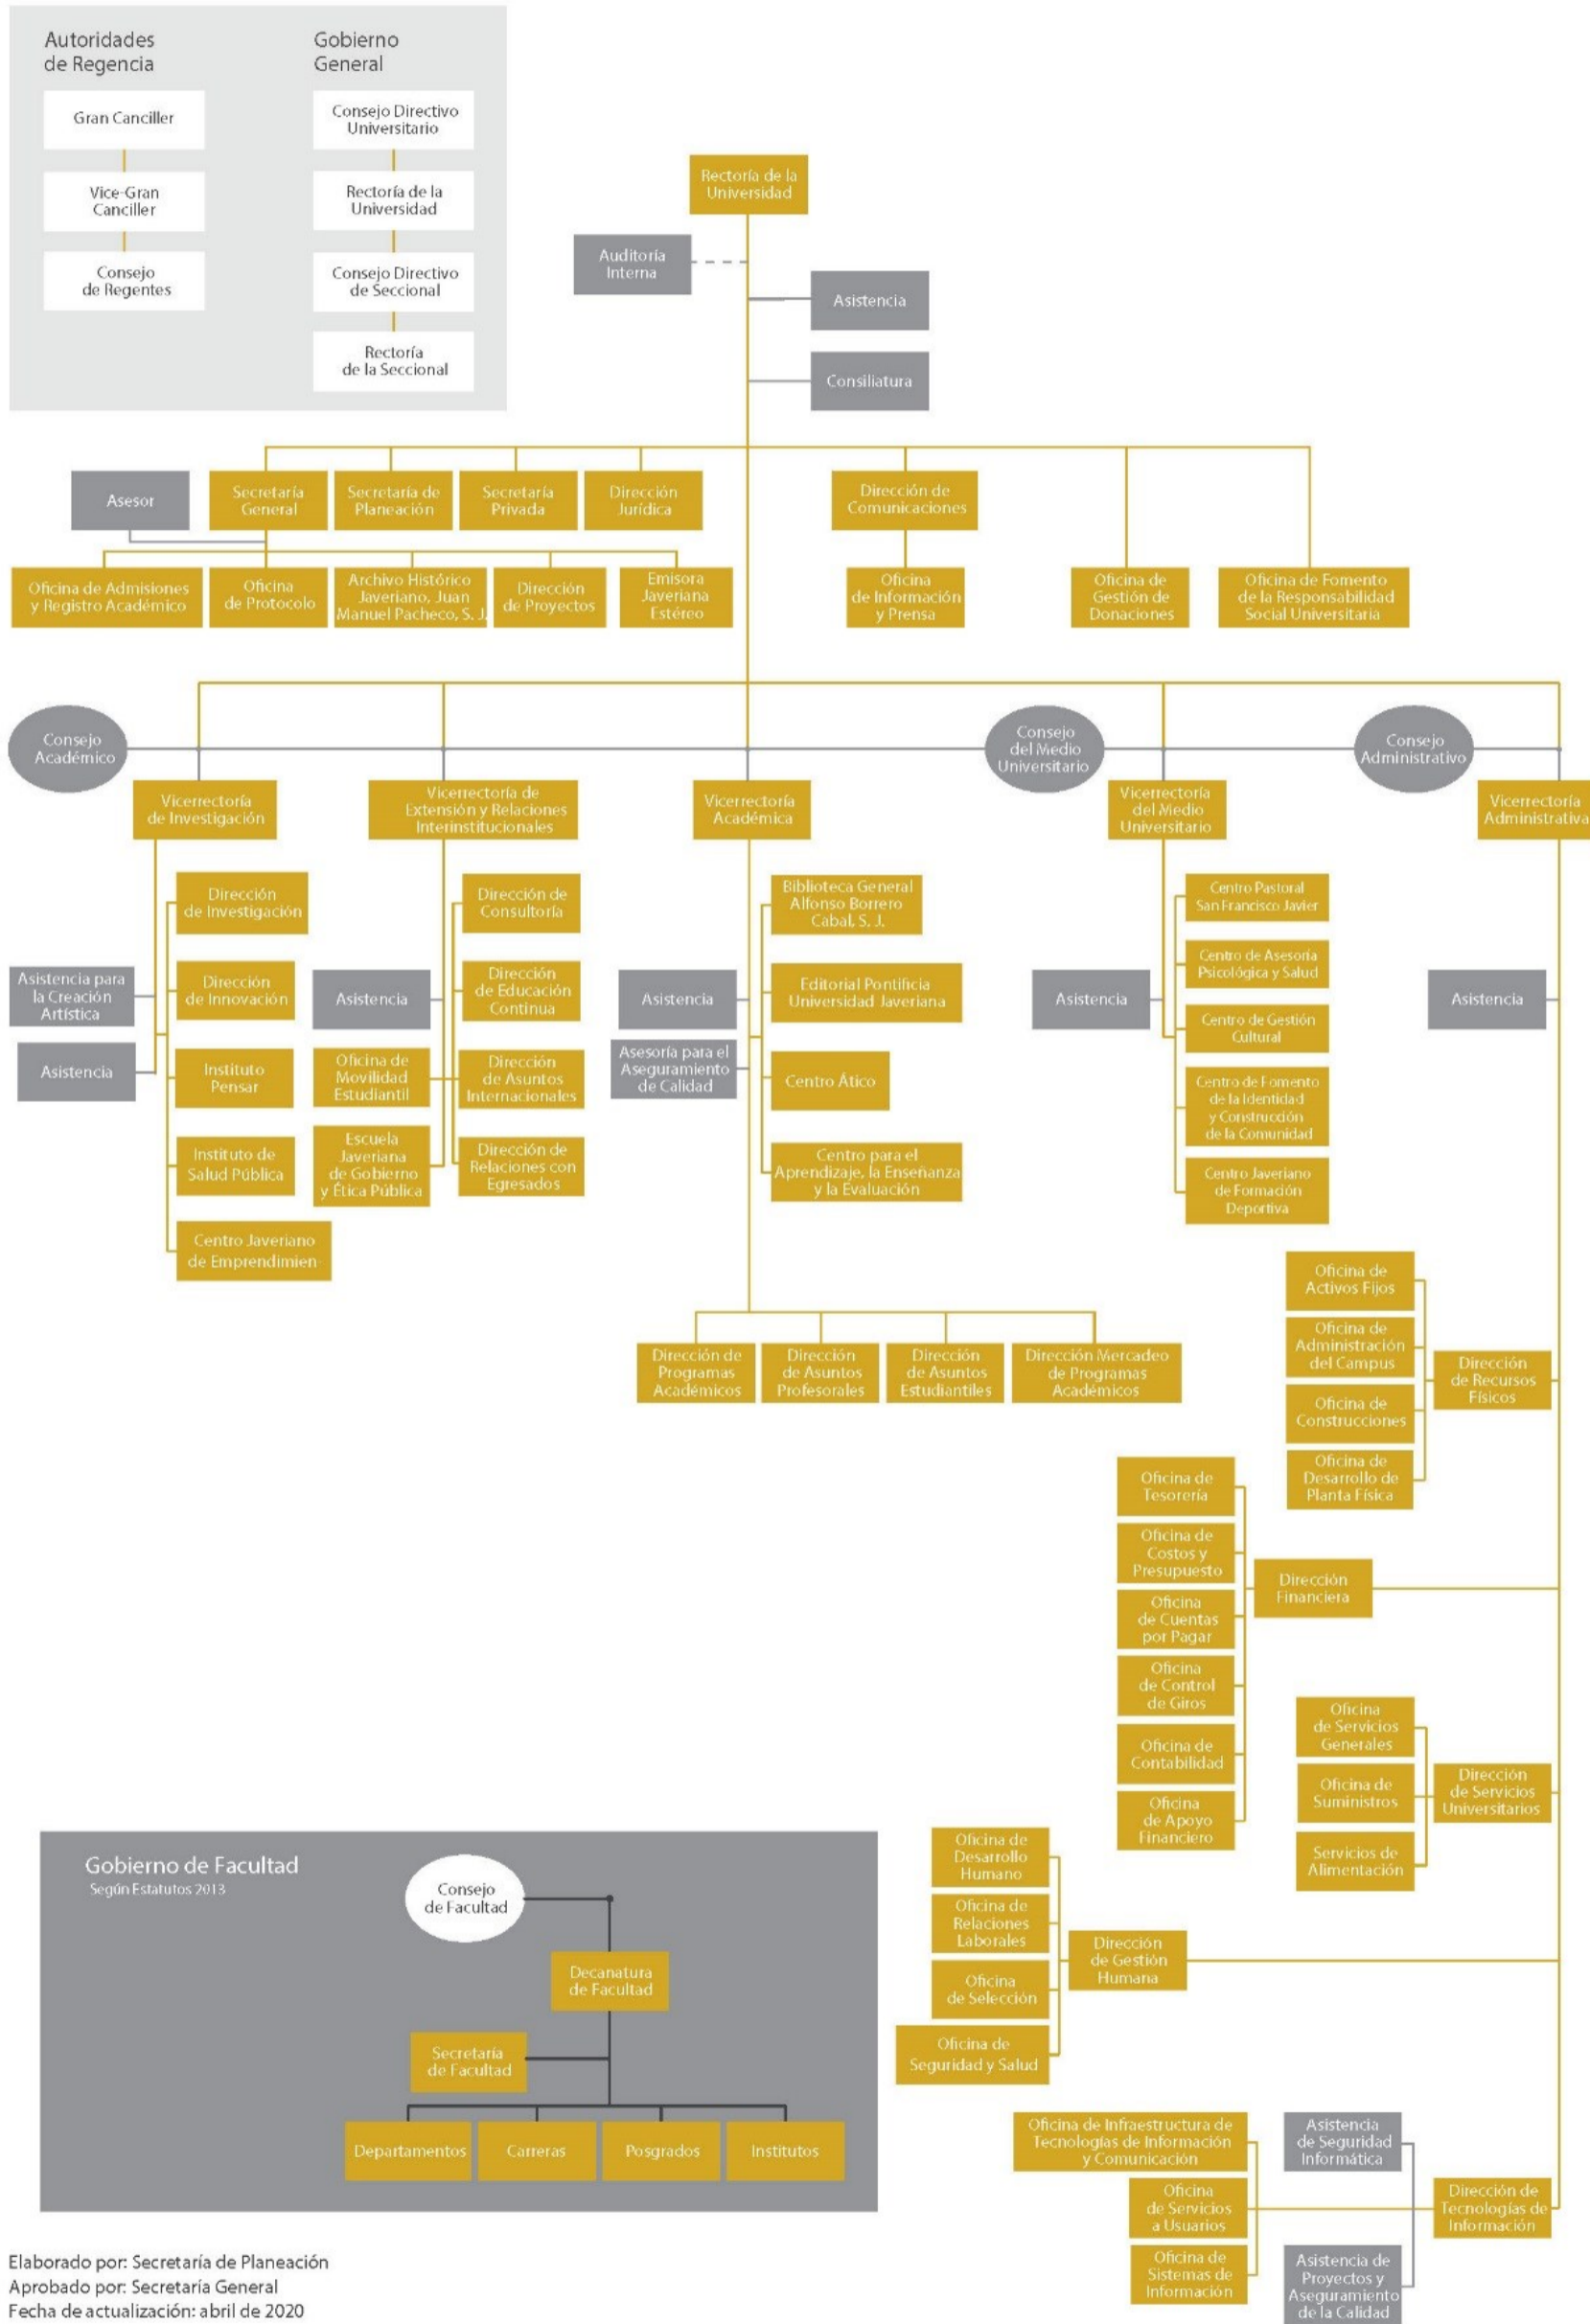 Autoridades
de Regencia
Gran Canciller
Vice-Gran
Canciller
Consejo
de Regentes
Gobierno
General
Consejo Directivo
Universitario
Rectoría de la
Universidad
Consejo Directivo
de Seccional
Rectoría
de la Seccional
Rectoría de la
Universidad
Auditoría
Interna
Asistencia
Consiliatura
Asesor
Secretaría
General
Secretaría de
Planeación
Secretaría
Privada
Dirección
Jurídica
Dirección de
Comunicaciones
Oficina de Admisiones
y Registro Académico
Oficina
de Protocolo
Archivo Histórico
Javeriano, Juan
Manuel Pacheco, S. J.
Dirección
de Proyectos
Emisora
Javeriana
Estéreo
Oficina
de Información
y Prensa
Oficina de
Gestión de
Donaciones
Oficina de Fomento
de la Responsabilidad
Social Universitaria
Consejo
Académico
Consejo
del Medio
Universitario
Consejo
Administrativo
Vicerrectoría
de Investigación
Vicerrectoría de
Extensión y Relaciones
Interinstitucionales
Vicerrectoría
Académica
Vicerrectoría
del Medio
Universitario
Vicerrectoría
Administrativa
Dirección
de Investigación
Asistencia para
la Creación
Artística
Dirección
de Innovación
Asistencia
Instituto
Pensar
Instituto de
Salud Pública
Centro Javeriano
de Emprendimien
Dirección de
Consultoría
Asistencia
Dirección
de Educación
Continua
Oficina de
Movilidad
Estudiantil
Dirección
de Asuntos
Internacionales
Escuela
Javeriana
de Gobierno
y Ética Pública
Dirección de
Relaciones con
Egresados
Biblioteca General
Alfonso Borrero
Cabal, S. J.
Asistencia
Editorial Pontificia
Universidad Javeriana
Asesoría para el
Aseguramiento
de Calidad
Centro Ático
Centro para el
Aprendizaje, la Enseñanza
y la Evaluación
Centro Pastoral
San Francisco Javier
Centro de Asesoría
Psicológica y Salud
Asistencia
Centro de Gestión
Cultural
Centro de Fomento
de la Identidad
y Construcción
de la Comunidad
Centro Javeriano
de Formación
Deportiva
Asistencia
Dirección de
Programas
Académicos
Dirección
de Asuntos
Profesorales
Dirección
de Asuntos
Estudiantiles
Dirección Mercadeo
de Programas
Académicos
Oficina de
Activos Fijos
Oficina de
Administración
del Campus
Oficina de
Construcciones
Oficina de
Desarrollo de
Planta Física
Dirección
de Recursos
Físicos
Oficina de
Tesorería
Oficina de
Costos y
Presupuesto
Oficina
de Cuentas
por Pagar
Oficina
de Control
de Giros
Oficina de
Contabilidad
Oficina
de Apoyo
Financiero
Dirección
Financiera
Oficina
de Servicios
Generales
Oficina de
Suministros
Servicios de
Alimentación
Dirección
de Servicios
Universitarios
Oficina de
Desarrollo
Humano
Oficina de
Relaciones
Laborales
Oficina
de Selección
Oficina de
Seguridad y Salud
Dirección
de Gestión
Humana
Oficina de Infraestructura de
Tecnologías de Información
y Comunicación
Oficina
de Servicios
a Usuarios
Oficina de
Sistemas de
Información
Asistencia
de Seguridad
Informática
Asistencia de
Proyectos y
Aseguramiento
de la Calidad
Dirección de
Tecnologías de
Información
Gobierno de Facultad
Según Estatutos 2013
Consejo
de Facultad
Decanatura
de Facultad
Secretaría
de Facultad
Departamentos
Carreras
Posgrados
Institutos
Elaborado por: Secretaría de Planeación
Aprobado por: Secretaría General
Fecha de actualización: abril de 2020